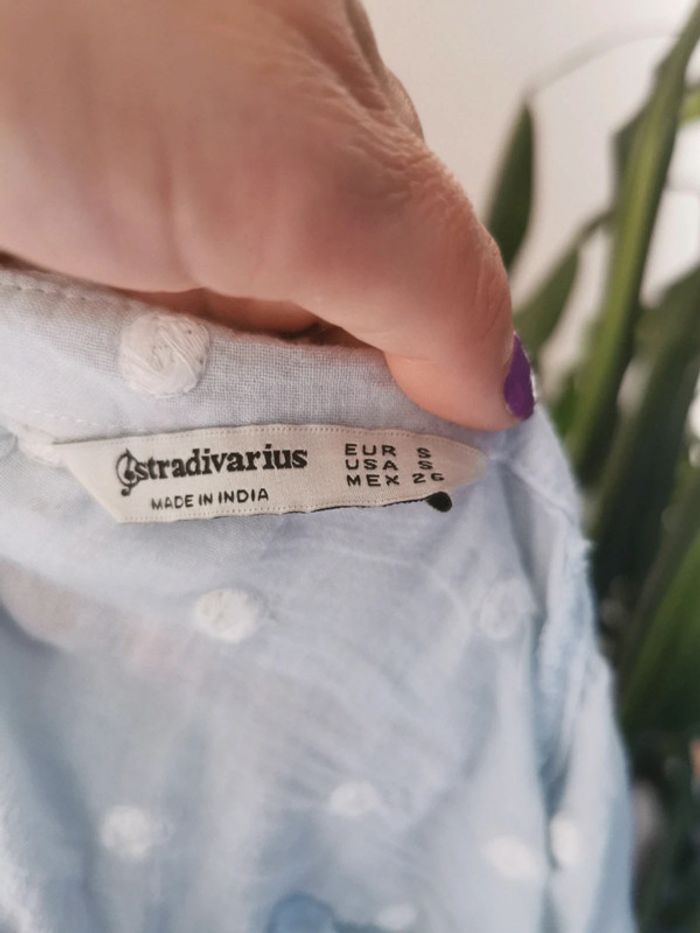 stradivarius
MADE IN INDIA
EUR S
USA S
MEX 26